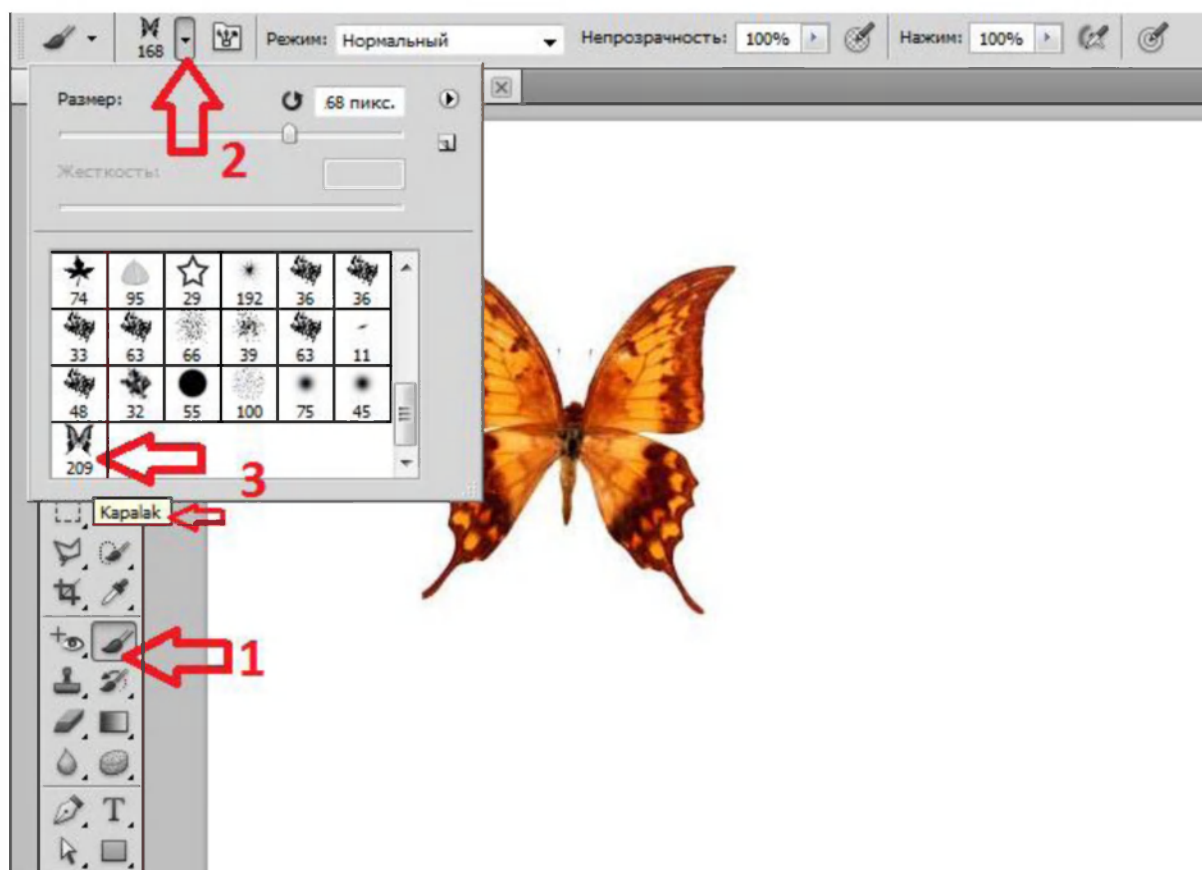 168 Режим: Нормальный Непрозрачность: 100% Нажим: 100%
Размер: 68 пикс.
2
Жесткость:
74 95 29 192 36 36
33 63 66 39 63 11
48 32 55 100 75 45
209
3
Kapalak
1
T